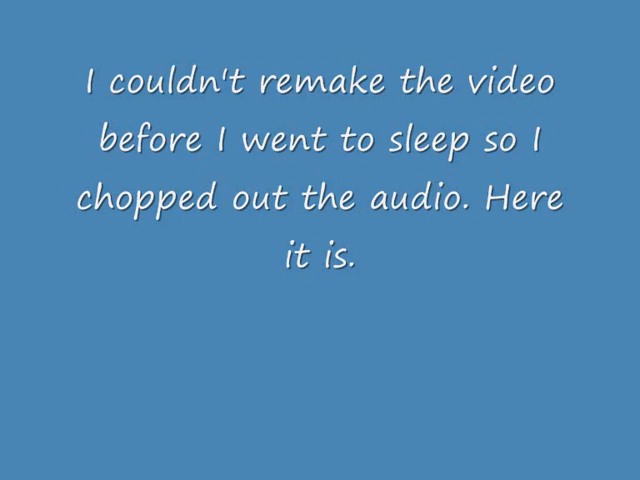 I couldn't remake the video
before I went to sleep so I
chopped out the audio. Here
it is.